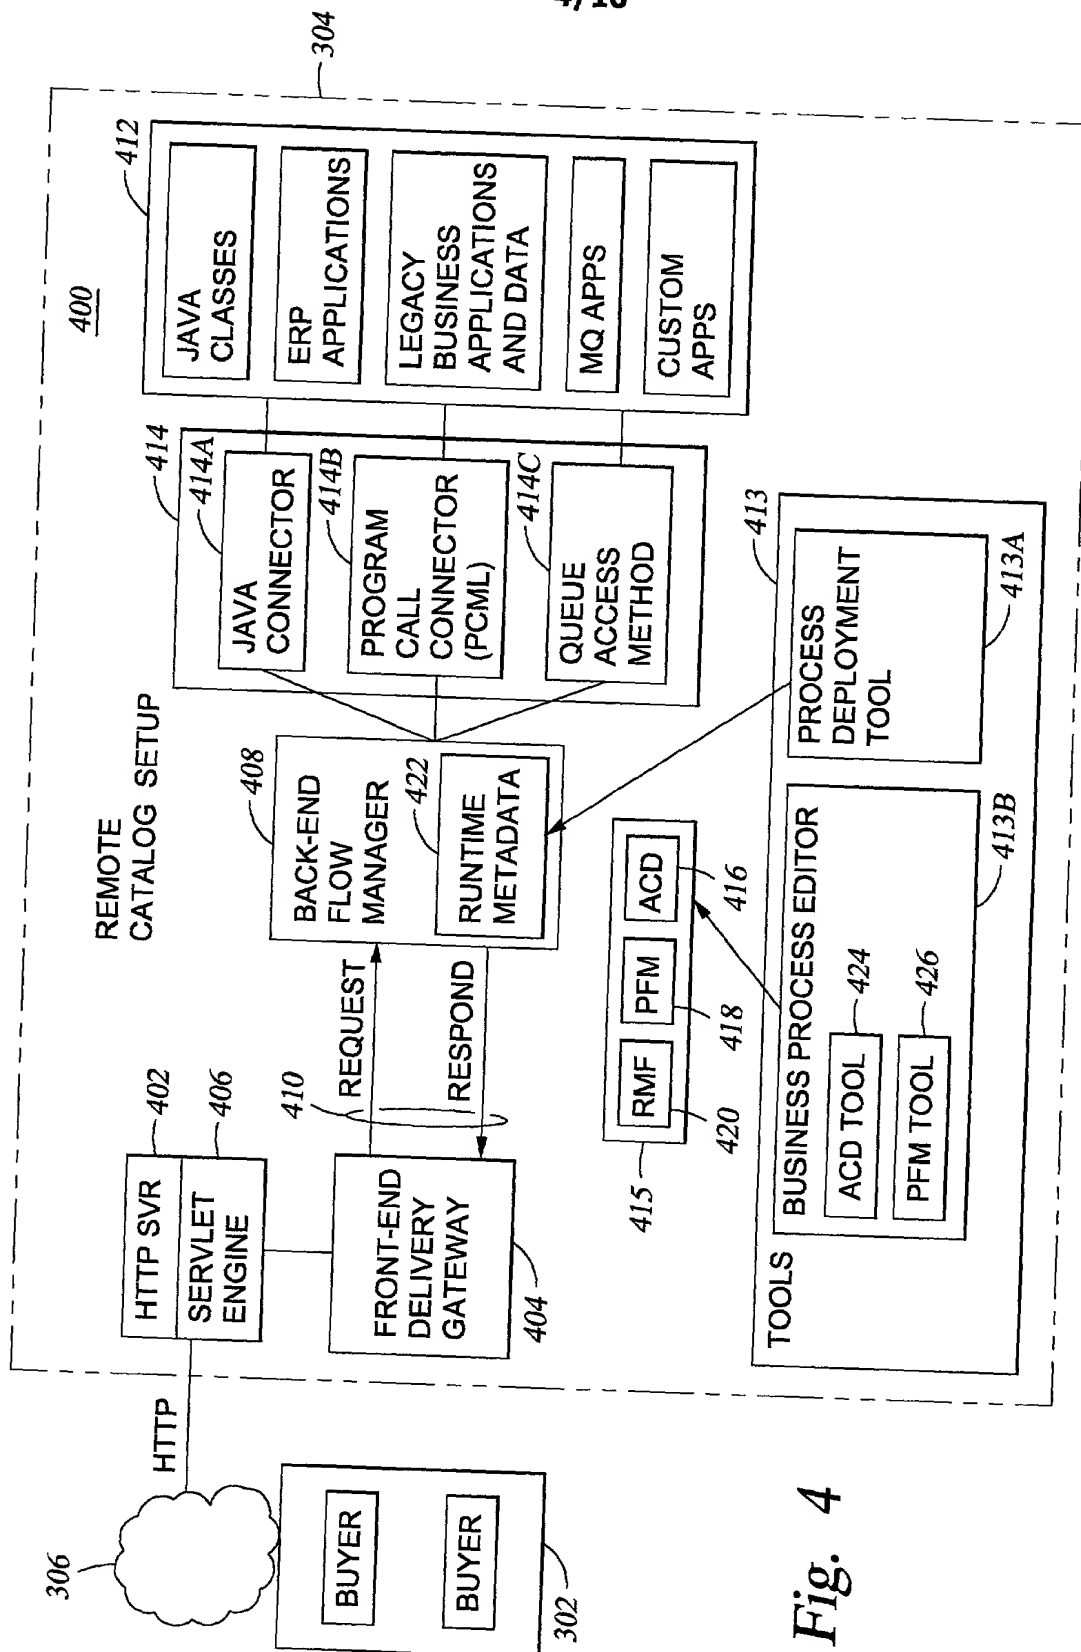 306
HTTP
BUYER
BUYER
302
HTTP SVR
SERVLET
ENGINE
402
406
FRONT-END
DELIVERY
GATEWAY
404
410
REQUEST
RESPOND
REMOTE
CATALOG SETUP
408
BACK-END
FLOW
MANAGER
422
RUNTIME
METADATA
414
414A
JAVA
CONNECTOR
414B
PROGRAM
CALL
CONNECTOR
(PCML)
414C
QUEUE
ACCESS
METHOD
400
412
JAVA
CLASSES
ERP
APPLICATIONS
LEGACY
BUSINESS
APPLICATIONS
AND DATA
MQ APPS
CUSTOM
APPS
304
415
RMF
PFM
ACD
420
418
416
413
TOOLS
BUSINESS PROCESS EDITOR
ACD TOOL
424
PFM TOOL
426
413B
PROCESS
DEPLOYMENT
TOOL
413A
Fig. 4